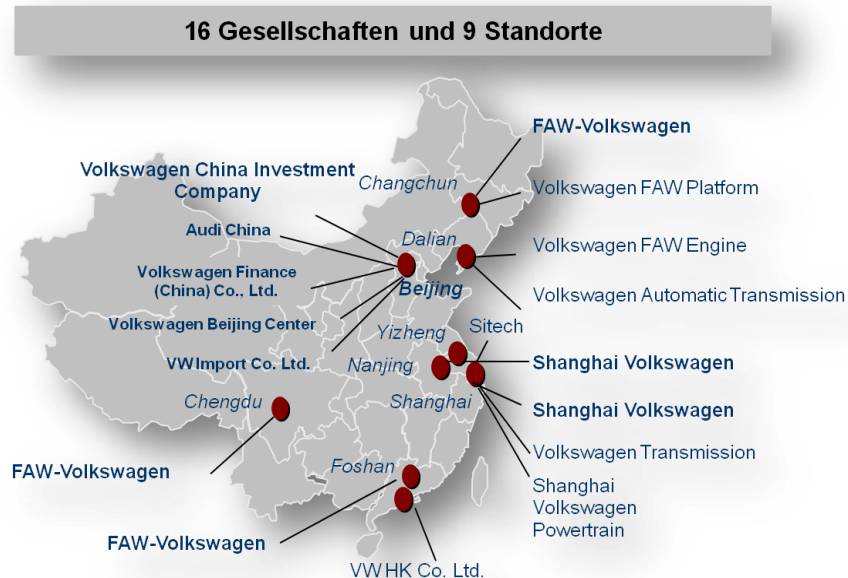 16 Gesellschaften und 9 Standorte
FAW-Volkswagen
Volkswagen China Investment
Company
Changchun
Volkswagen FAW Platform
Audi China
Dalian
Volkswagen FAW Engine
Volkswagen Finance
(China) Co., Ltd.
Beijing
Volkswagen Automatic Transmission
Volkswagen Beijing Center
Yizheng
Sitech
VW Import Co. Ltd.
Nanjing
Shanghai Volkswagen
Chengdu
Shanghai
Shanghai Volkswagen
Volkswagen Transmission
FAW-Volkswagen
Foshan
Shanghai
Volkswagen
Powertrain
FAW-Volkswagen
VW HK Co. Ltd.